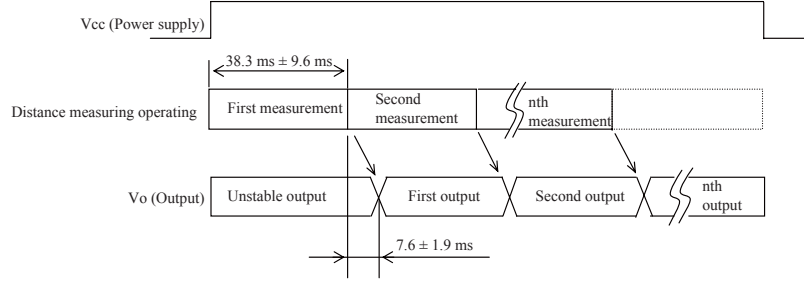 Vcc (Power supply)
38.3 ms ± 9.6 ms
Distance measuring operating
First measurement
Second
measurement
nth
measurement
Vo (Output)
Unstable output
First output
Second output
nth
output
7.6 ± 1.9 ms